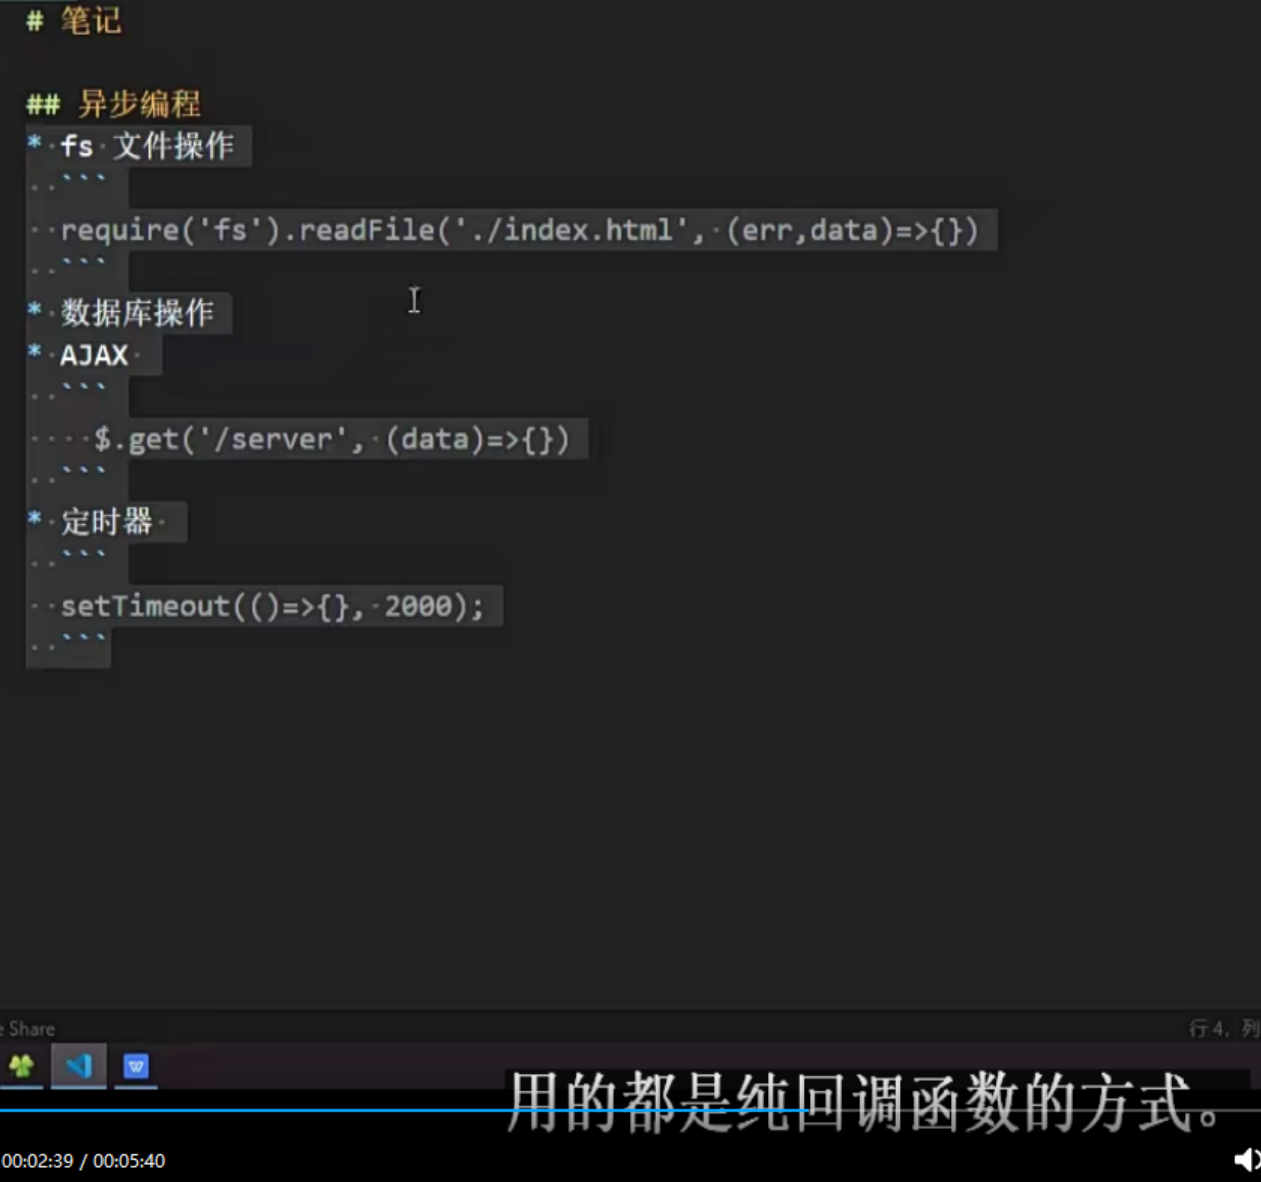 # 笔记
## 异步编程
* fs 文件操作
```
require('fs').readFile('./index.html', (err,data)=>{})
```
* 数据库操作
* AJAX
```
$.get('/server', (data)=>{})
```
* 定时器
```
setTimeout(()=>{}, 2000);
```
e Share
行 4, 列
用的都是纯回调函数的方式。
00:02:39 / 00:05:40